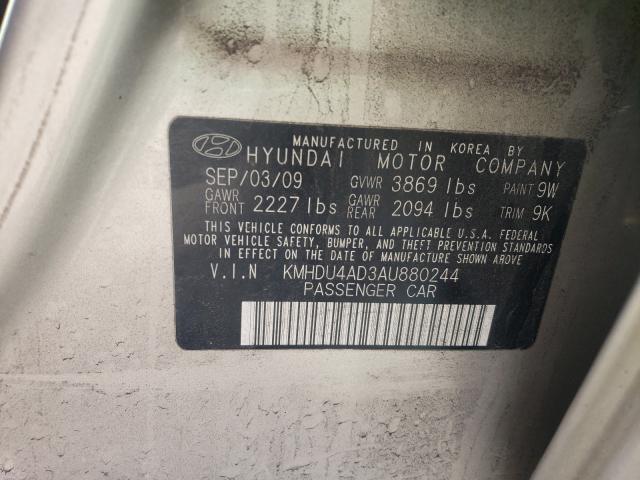 MANUFACTURED IN KOREA BY
HYUNDAI MOTOR COMPANY
SEP/03/09 GVWR 3869 lbs PAINT 9W
GAWR FRONT 2227 lbs GAWR REAR 2094 lbs TRIM 9K
THIS VEHICLE CONFORMS TO ALL APPLICABLE U.S.A. FEDERAL
MOTOR VEHICLE SAFETY, BUMPER, AND THEFT PREVENTION
STANDARDS IN EFFECT ON THE DATE OF MANUFACTURE SHOWN ABOVE.
V.I.N KMHDU4AD3AU880244
PASSENGER CAR